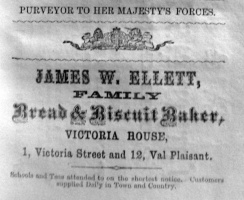 PURVEYOR TO HER MAJESTY'S FORCES.
JAMES W. ELLETT,
FAMILY
Bread & Biscuit Baker,
VICTORIA HOUSE,
1, Victoria Street and 12, Val Plaisant.
Schools and Teas attended to on the shortest notice. Customers
supplied Daily in Town and Country.